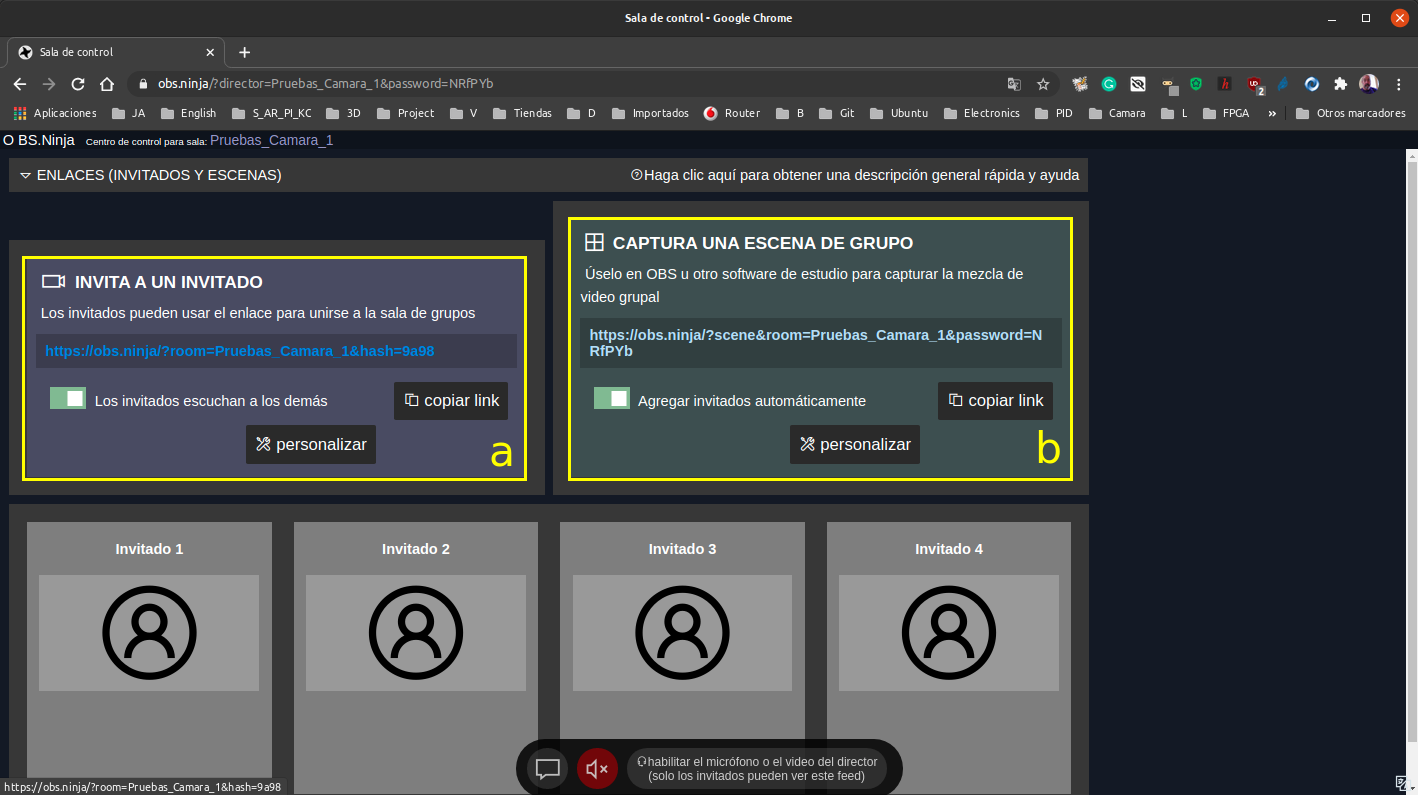 Sala de control - Google Chrome
Sala de control
obs.ninja/?director=Pruebas_Camara_1&password=NRfPYb
Aplicaciones JA English S_AR_PI_KC 3D Project V Tiendas D Importados Router B Git Ubuntu Electronics PID Camara L FPGA » Otros marcadores
O BS.Ninja Centro de control para sala: Pruebas_Camara_1
ENLACES (INVITADOS Y ESCENAS) Haga clic aquí para obtener una descripción general rápida y ayuda
INVITA A UN INVITADO
Los invitados pueden usar el enlace para unirse a la sala de grupos
https://obs.ninja/?room=Pruebas_Camara_1&hash=9a98
Los invitados escuchan a los demás copiar link
personalizar
a
CAPTURA UNA ESCENA DE GRUPO
Úselo en OBS u otro software de estudio para capturar la mezcla de
video grupal
https://obs.ninja/?scene&room=Pruebas_Camara_1&password=N
RfPYb
Agregar invitados automáticamente copiar link
personalizar
b
Invitado 1 Invitado 2 Invitado 3 Invitado 4
habilitar el micrófono o el video del director
(solo los invitados pueden ver este feed)
https://obs.ninja/?room=Pruebas_Camara_1&hash=9a98